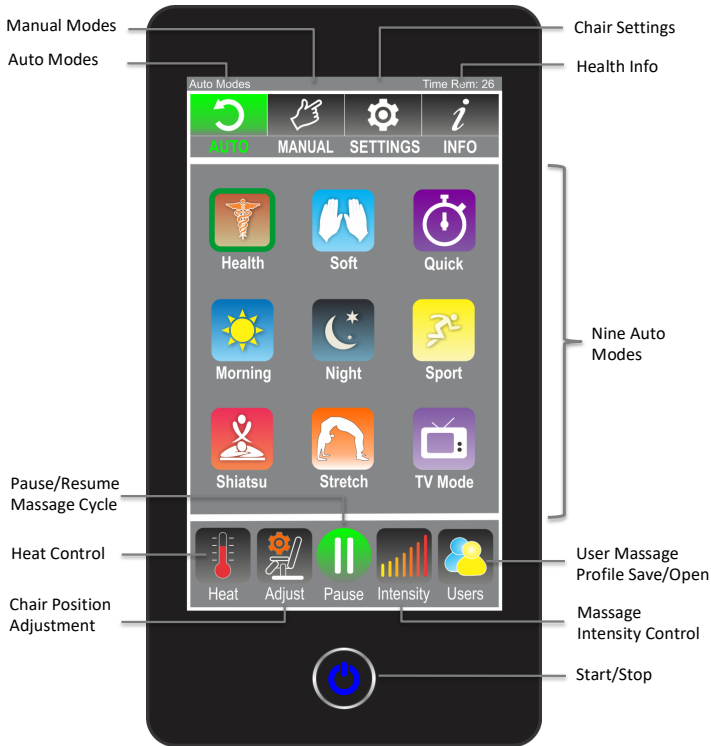 Manual Modes
Chair Settings
Auto Modes
Health Info
Auto Modes
Time Rem: 26
AUTO
MANUAL
SETTINGS
INFO
Health
Soft
Quick
Morning
Night
Sport
Nine Auto
Modes
Shiatsu
Stretch
TV Mode
Pause/Resume
Massage Cycle
Heat Control
Chair Position
Adjustment
Heat
Adjust
Pause
Intensity
Users
User Massage
Profile Save/Open
Massage
Intensity Control
Start/Stop